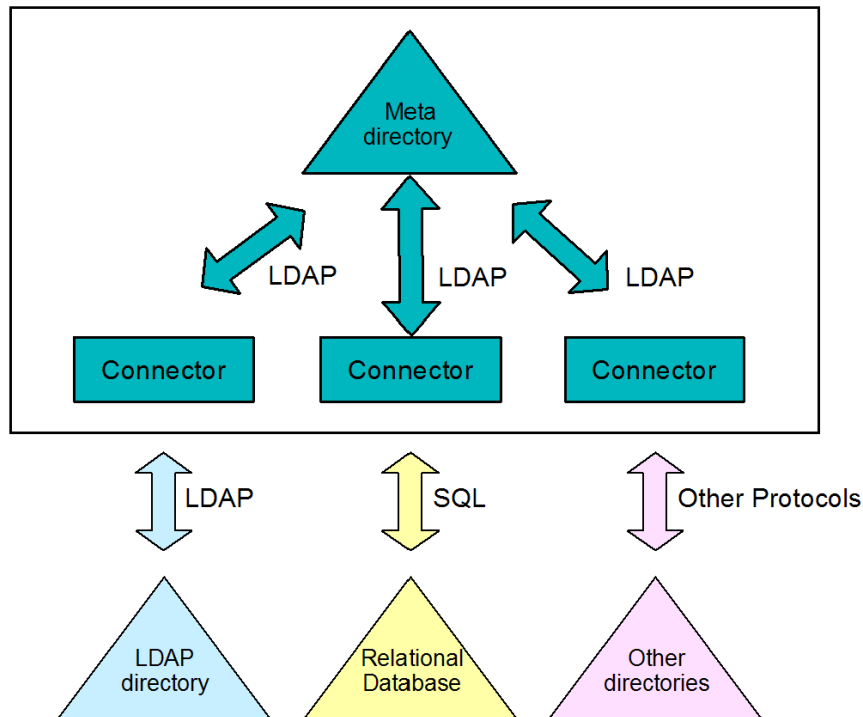 Meta
directory
LDAP
LDAP
LDAP
Connector
Connector
Connector
LDAP
SQL
Other Protocols
LDAP
directory
Relational
Database
Other
directories